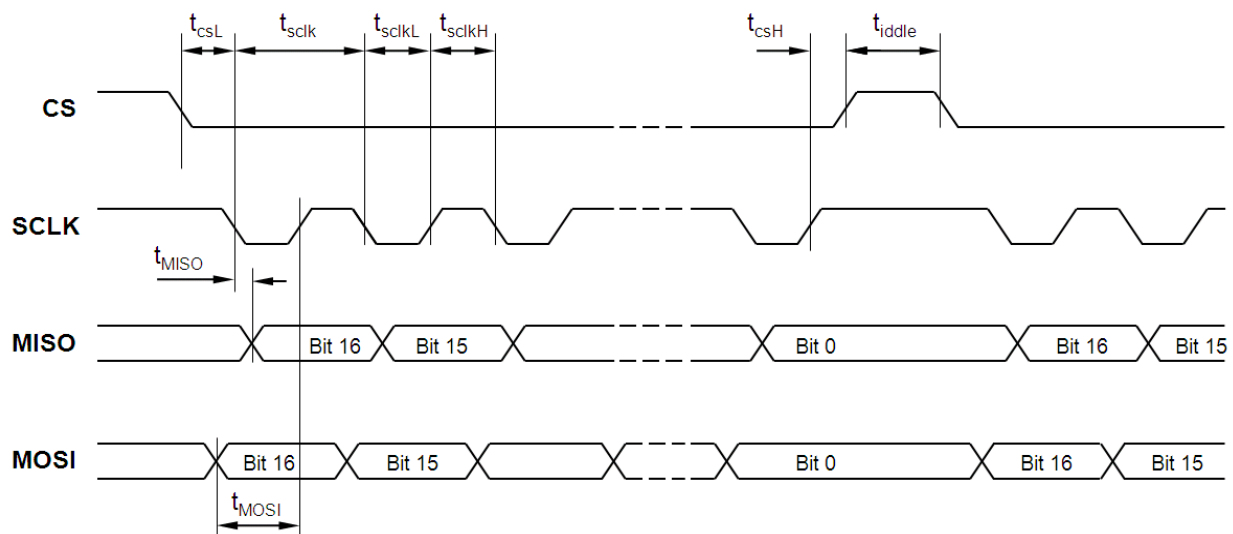 tcsL tsclk tsclkL tsclkH tcsH tiddle
CS
SCLK
tMISO
MISO Bit 16 Bit 15 Bit 0 Bit 16 Bit 15
MOSI Bit 16 Bit 15 Bit 0 Bit 16 Bit 15
tMOSI